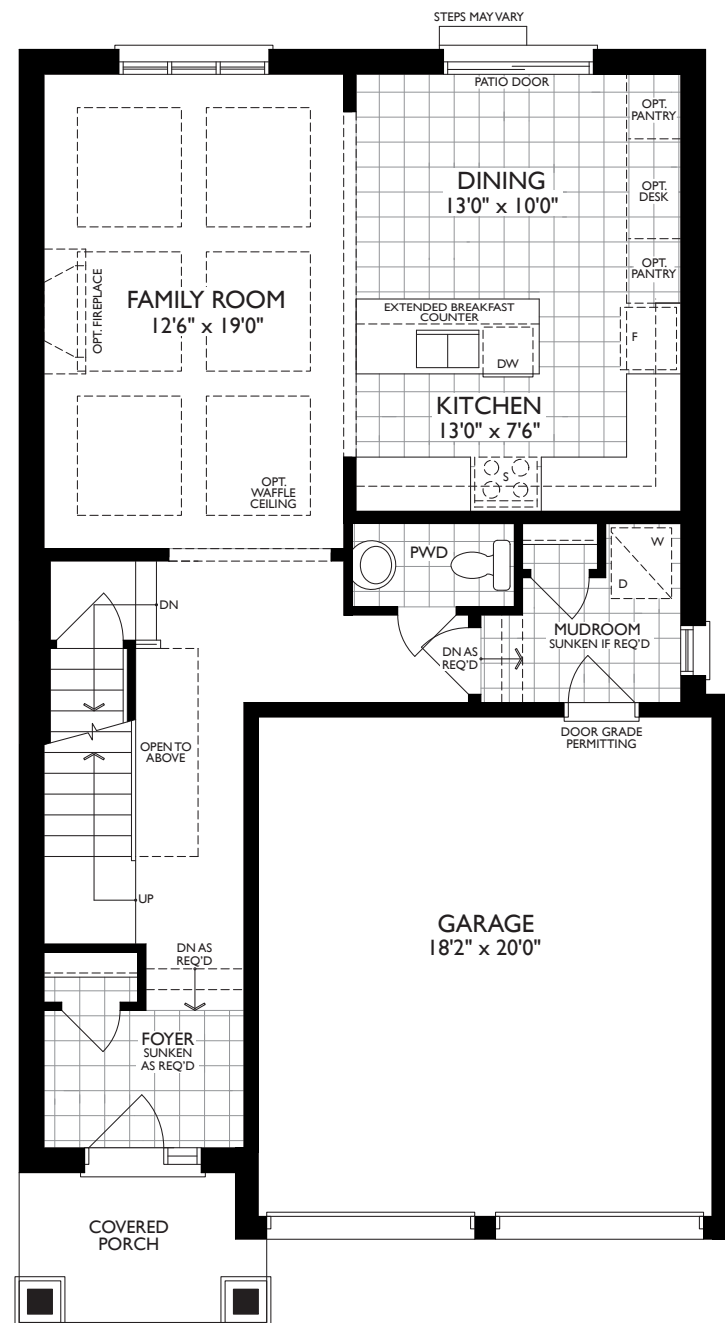 STEPS MAY VARY
PATIO DOOR
OPT.
PANTRY
DINING
13'0" x 10'0"
OPT.
DESK
OPT.
PANTRY
FAMILY ROOM
12'6" x 19'0"
OPT. FIREPLACE
EXTENDED BREAKFAST
COUNTER
F
DW
KITCHEN
13'0" x 7'6"
S
OPT.
WAFFLE
CEILING
PWD
W
D
MUDROOM
SUNKEN IF REQ'D
DN AS
REQ'D
DN
DOOR GRADE
PERMITTING
OPEN TO
ABOVE
UP
GARAGE
18'2" x 20'0"
DN AS
REQ'D
FOYER
SUNKEN
AS REQ'D
COVERED
PORCH